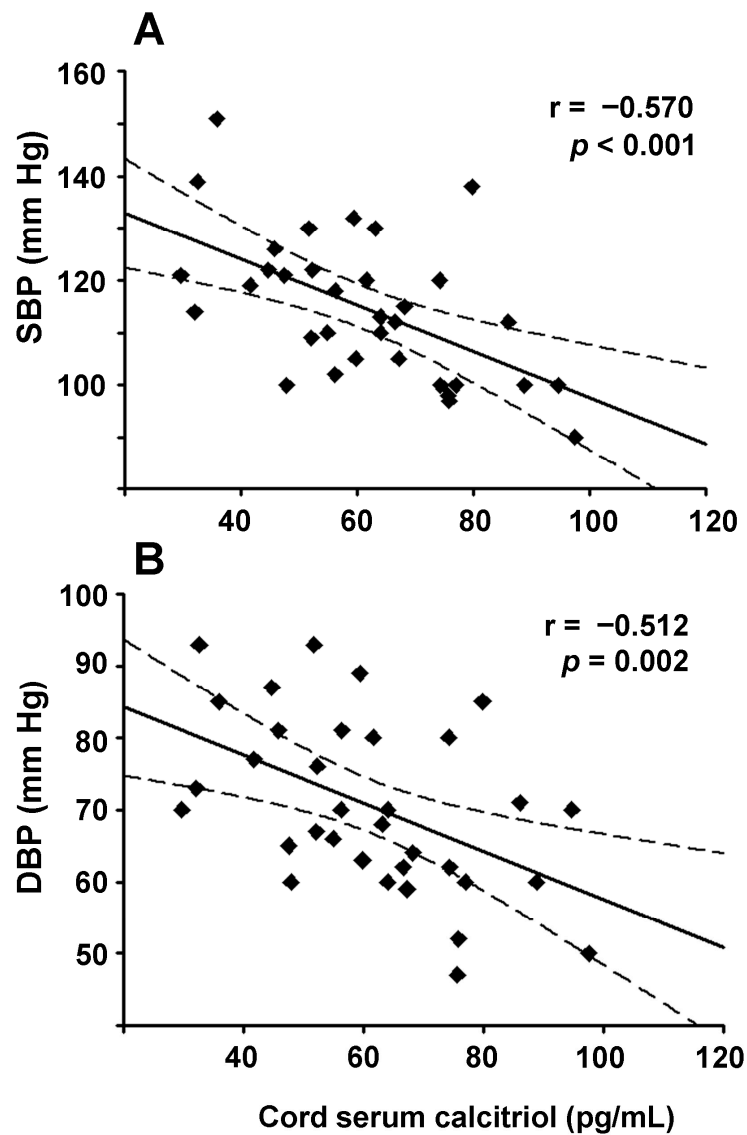 A
160
140
120
100
SBP (mm Hg)
r = −0.570
p < 0.001
40 60 80 100 120
B
100
90
80
70
60
50
DBP (mm Hg)
r = −0.512
p = 0.002
40 60 80 100 120
Cord serum calcitriol (pg/mL)